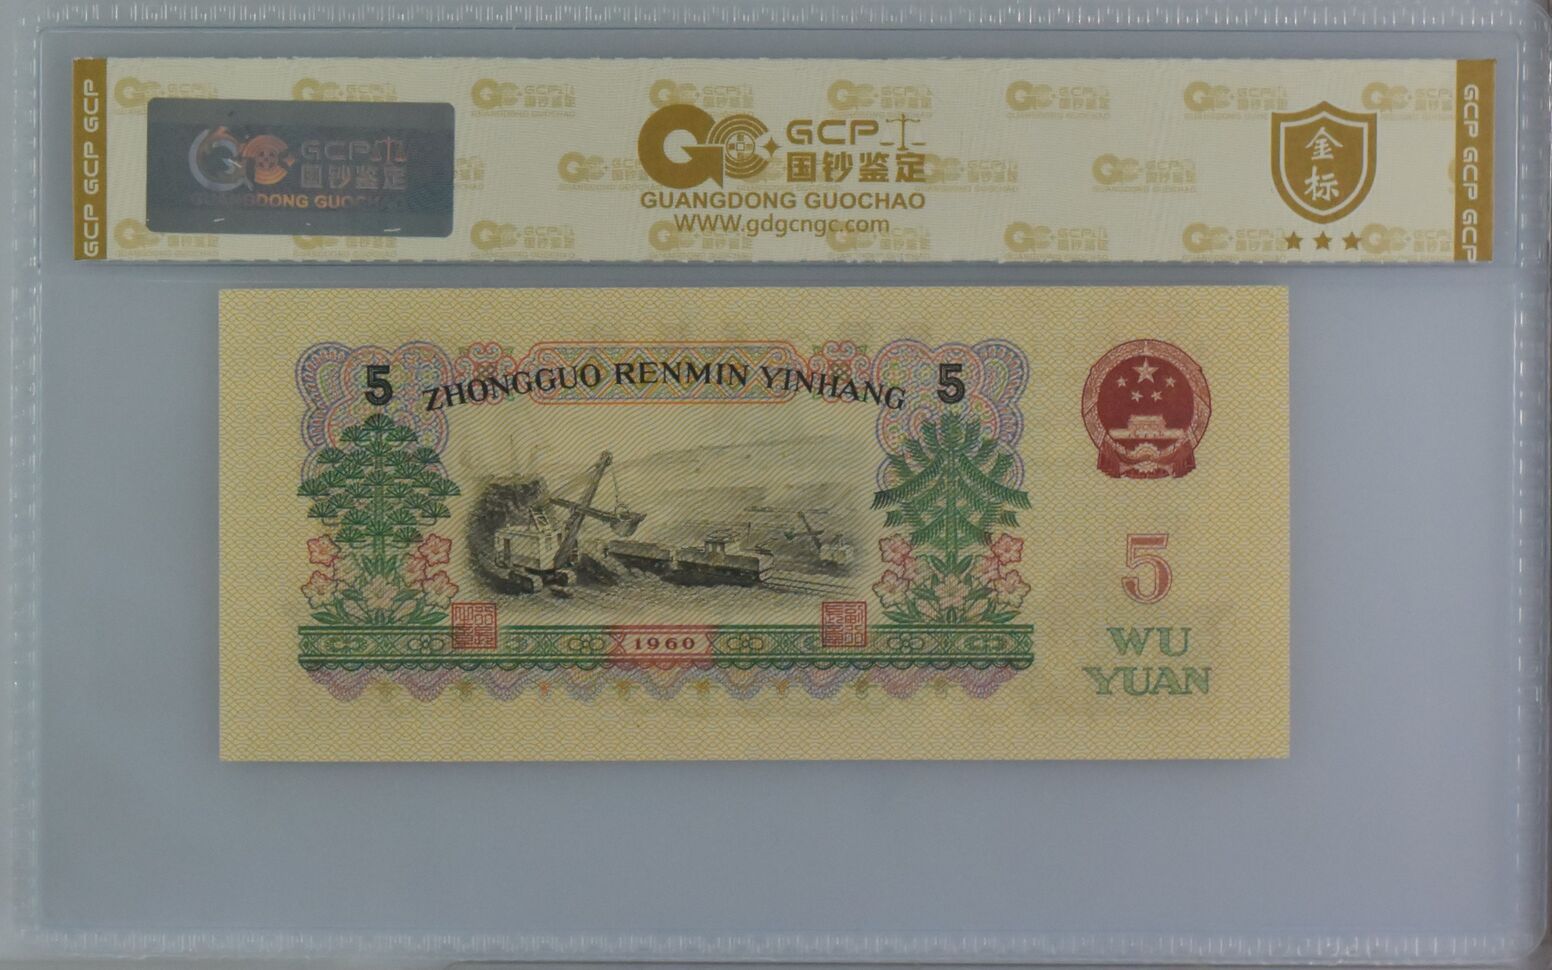 GCP GCP GCP
GCP
国钞鉴定
GUANGDONG GUOCHAO
GCP
国钞鉴定
GUANGDONG GUOCHAO
WWW.gdgcngc.com
金标
GCP GCP GCP
5
ZHONGGUO RENMIN YINHANG
5
1960
5
WU
YUAN